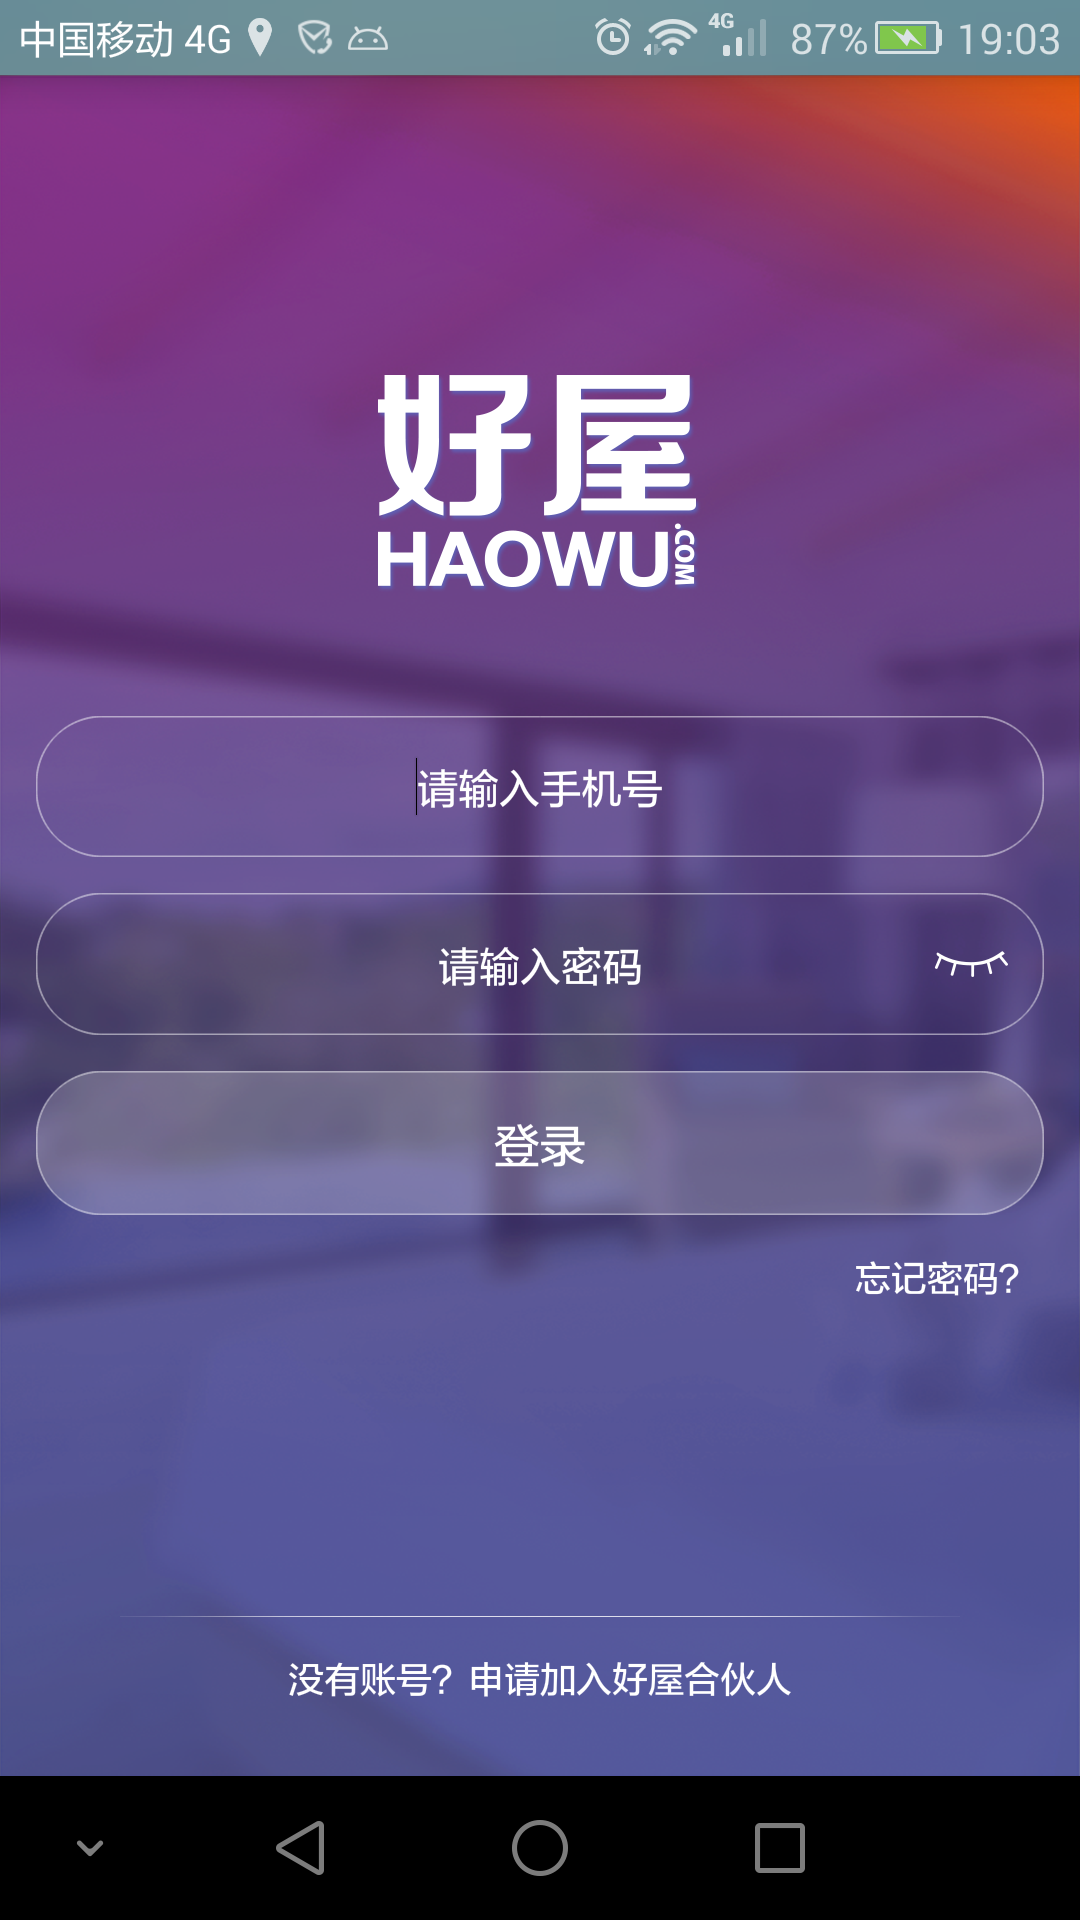 中国移动 4G 4G 87% 19:03
好屋
HAOWU.COM
请输入手机号
请输入密码
登录
忘记密码?
没有账号? 申请加入好屋合伙人